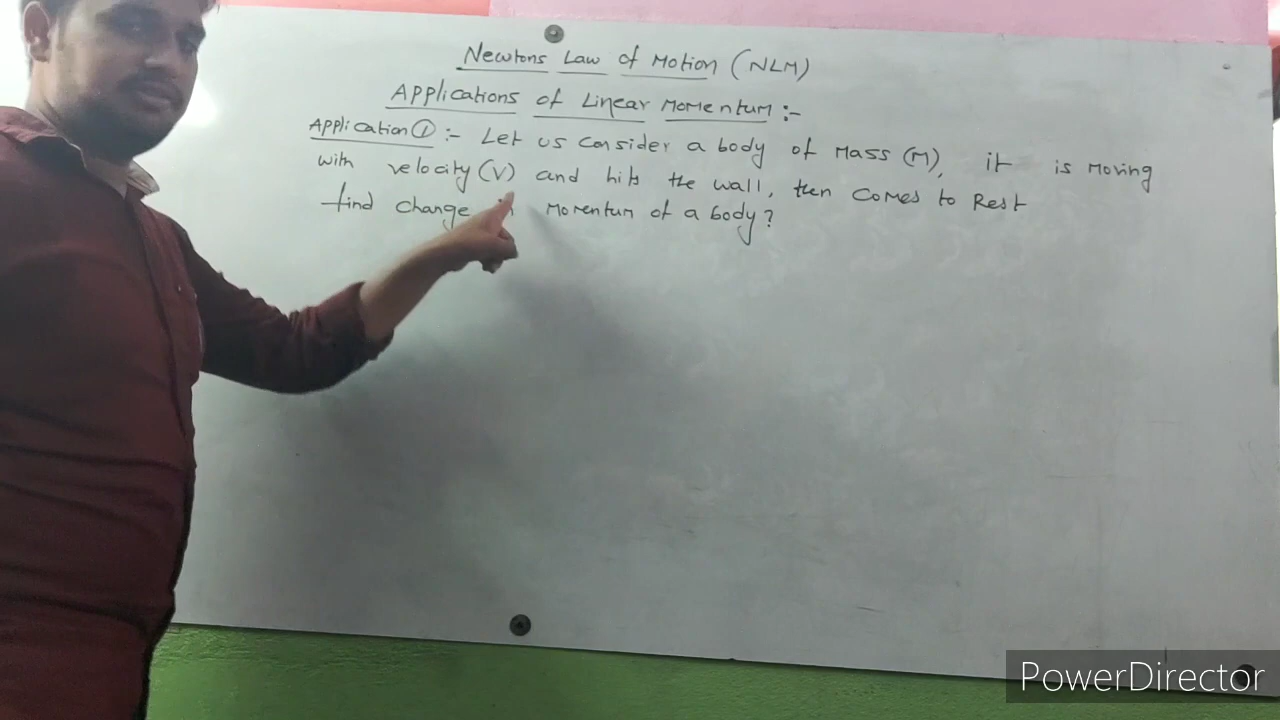 Newtons Law of Motion (NLM)
Applications of Linear Momentum :-
Application ① :- Let us consider a body of Mass (M), it is moving
with velocity (V) and hits the wall, then comes to Rest
find change in Momentum of a body?
PowerDirector